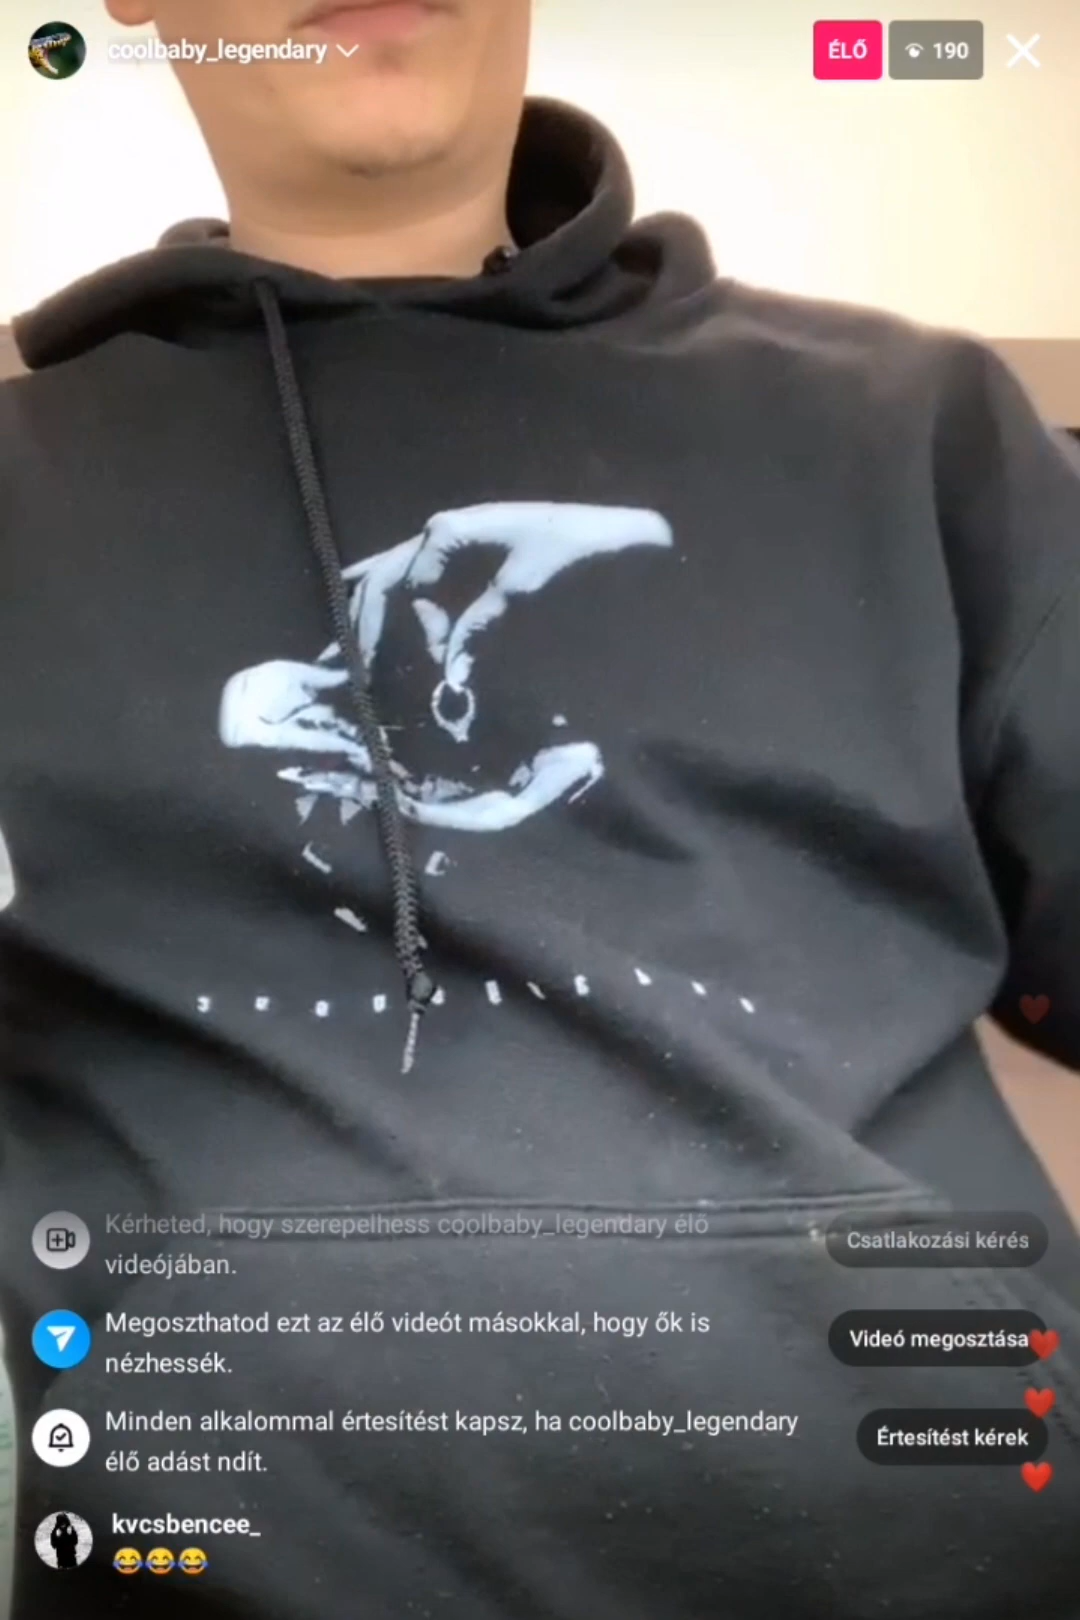 coolbaby_legendary
ÉLŐ
190
Kérheted, hogy szerepelhess coolbaby_legendary élő
videójában.
Csatlakozási kérés
Megoszthatod ezt az élő videót másokkal, hogy ők is
nézhessék.
Videó megosztása
Minden alkalommal értesítést kapsz, ha coolbaby_legendary
élő adást ndít.
Értesítést kérek
kvcsbencee_
😂😂😂